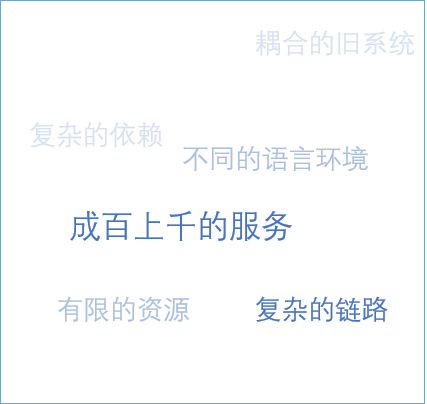 耦合的旧系统
复杂的依赖
不同的语言环境
成百上千的服务
有限的资源
复杂的链路